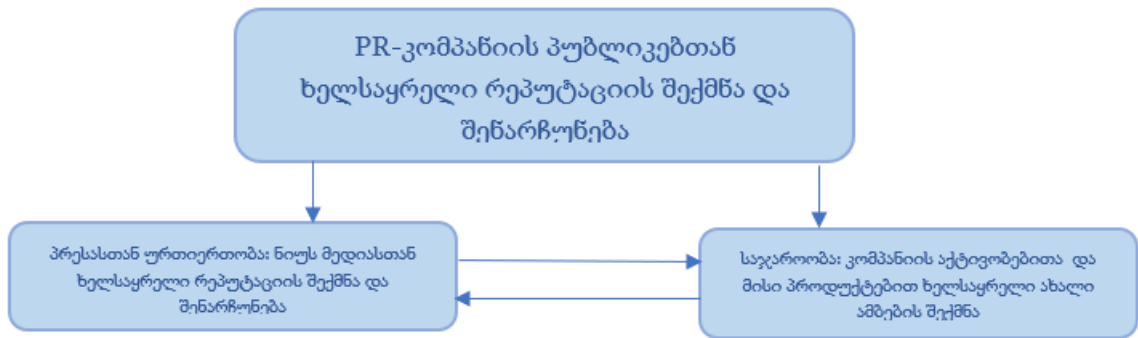 PR-კომპანიის პუბლიკებთან
ხელსაყრელი რეპუტაციის შექმნა და
შენარჩუნება
პრესასთან ურთიერთობა: ნიუს მედიასთან
ხელსაყრელი რეპუტაციის შექმნა და
შენარჩუნება
საჯაროობა: კომპანიის აქტივობებითა და
მისი პროდუქტებით ხელსაყრელი ახალი
ამბების შექმნა